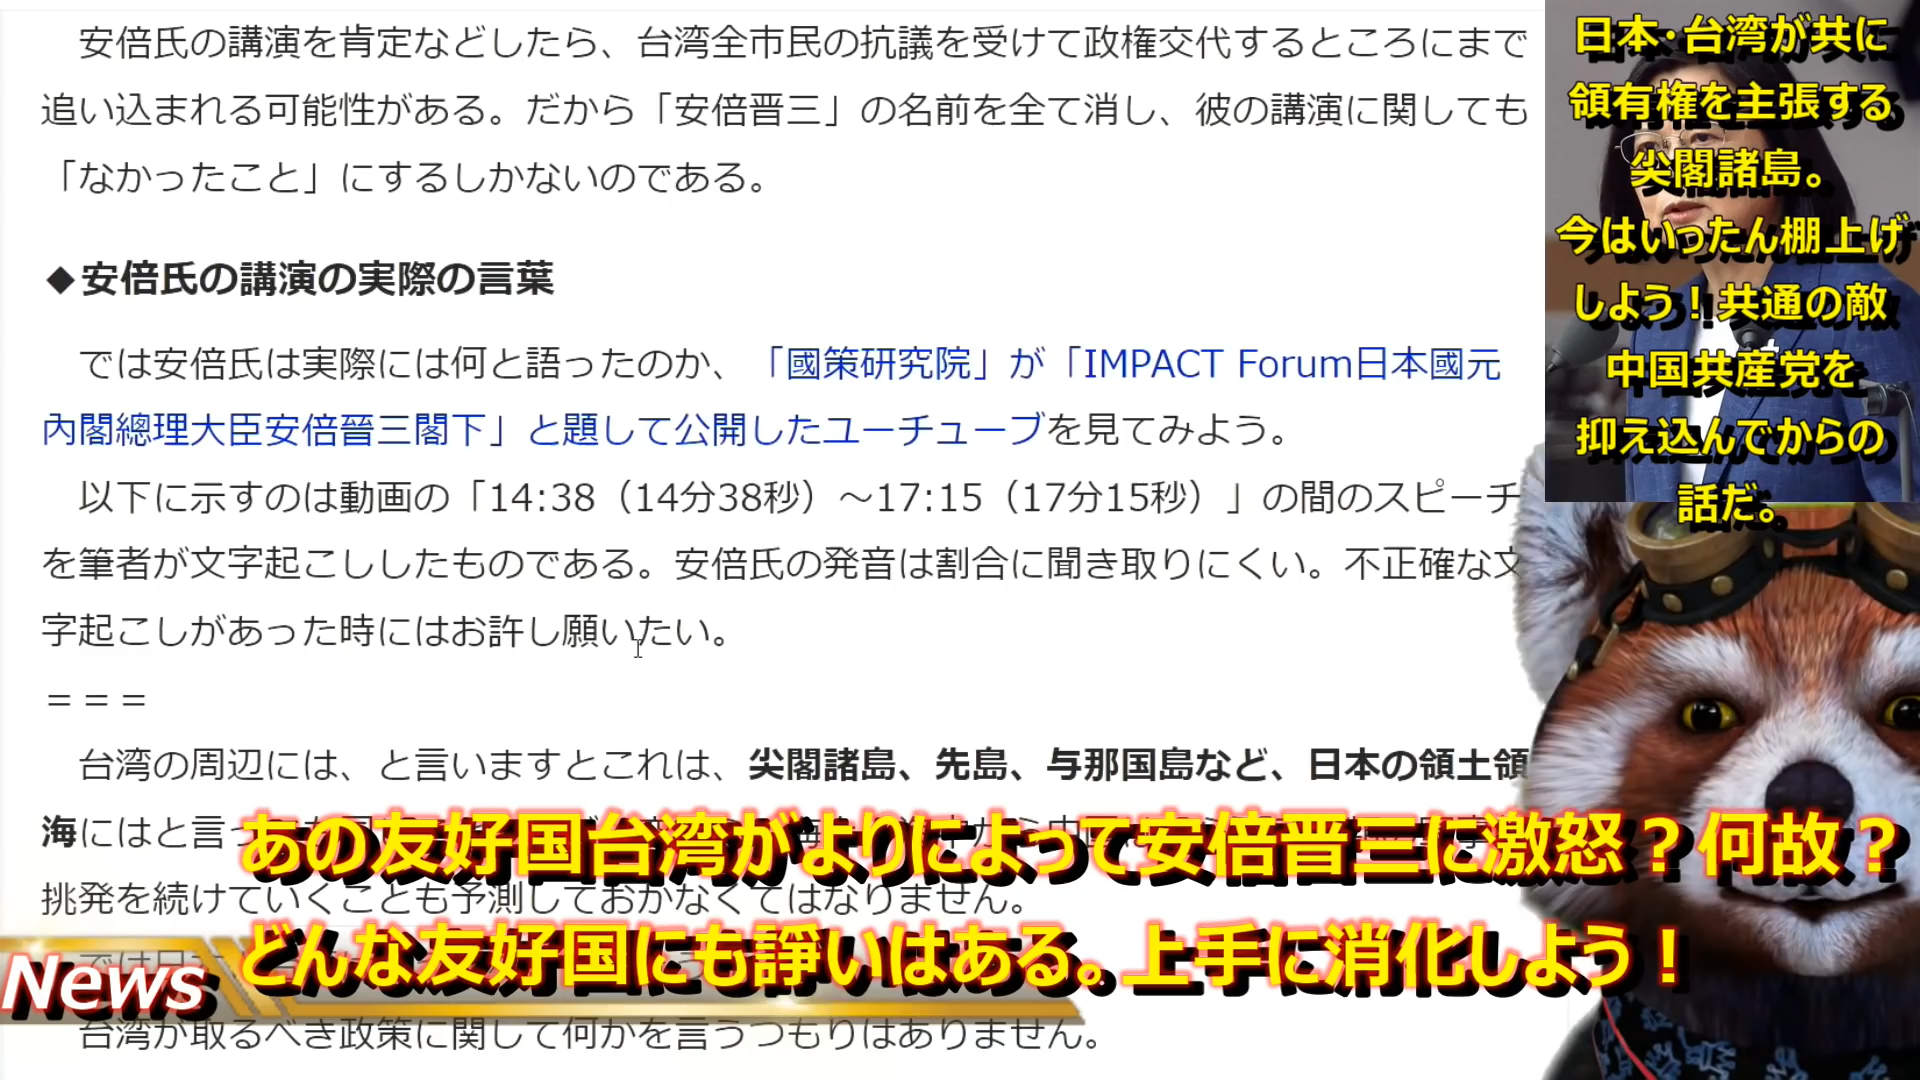 安倍氏の講演を肯定などしたら、台湾全市民の抗議を受けて政権交代するところにまで
追い込まれる可能性がある。だから「安倍晋三」の名前を全て消し、彼の講演に関しても
「なかったこと」にするしかないのである。
◆安倍氏の講演の実際の言葉
では安倍氏は実際には何と語ったのか、「國策研究院」が「IMPACT Forum日本國元
內閣總理大臣安倍晉三閣下」と題して公開したユーチューブを見てみよう。
以下に示すのは動画の「14:38（14分38秒）～17:15（17分15秒）」の間のスピーチ
を筆者が文字起こししたものである。安倍氏の発音は割合に聞き取りにくい。不正確な文
字起こしがあった時にはお許し願いたい。
＝＝＝
台湾の周辺には、と言いますとこれは、尖閣諸島、先島、与那国島など、日本の領土領
海にはと言っ
挑発を続けていくことも予測しておかなくてはなりません。
台湾が取るべき政策に関して何かを言うつもりはありません。
日本・台湾が共に
領有権を主張する
尖閣諸島。
今はいったん棚上げ
しよう！共通の敵
中国共産党を
抑え込んでからの
話だ。
あの友好国台湾がよりによって安倍晋三に激怒？何故？
どんな友好国にも諍いはある。上手に消化しよう！
News